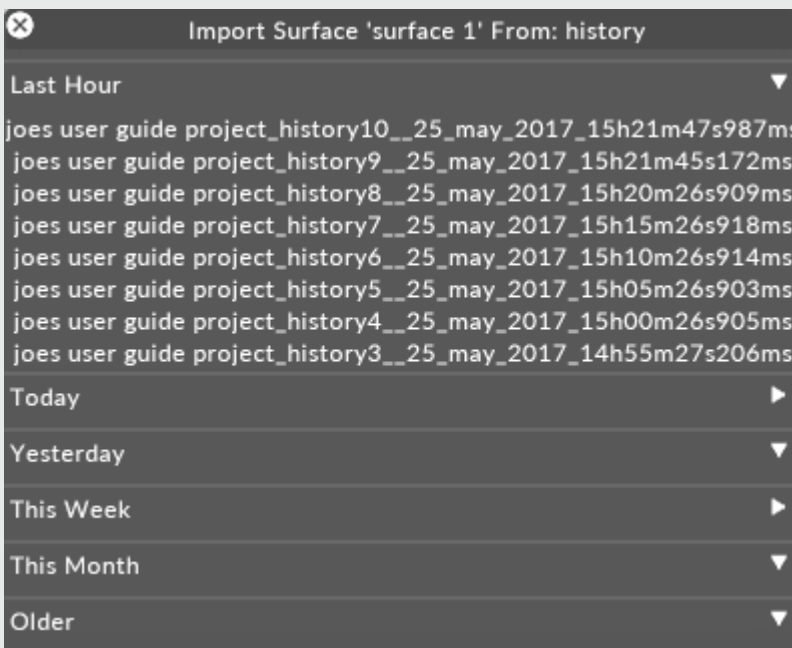 Import Surface 'surface 1' From: history
Last Hour
joes user guide project_history10__25_may_2017_15h21m47s987ms
joes user guide project_history9__25_may_2017_15h21m45s172ms
joes user guide project_history8__25_may_2017_15h20m26s909ms
joes user guide project_history7__25_may_2017_15h15m26s918ms
joes user guide project_history6__25_may_2017_15h10m26s914ms
joes user guide project_history5__25_may_2017_15h05m26s903ms
joes user guide project_history4__25_may_2017_15h00m26s905ms
joes user guide project_history3__25_may_2017_14h55m27s206ms
Today
Yesterday
This Week
This Month
Older